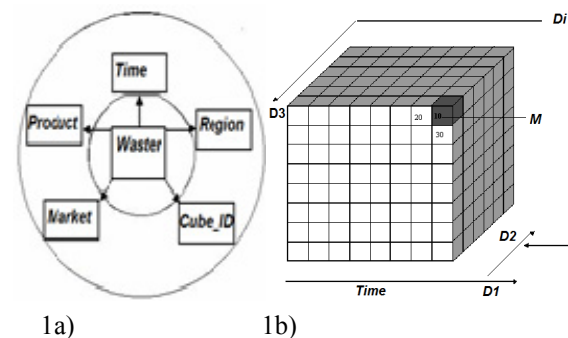 Time
Product
Region
Waster
Market
Cube_ID
Di
D3
20 10
M
30
D2
Time D1
1a) 1b)